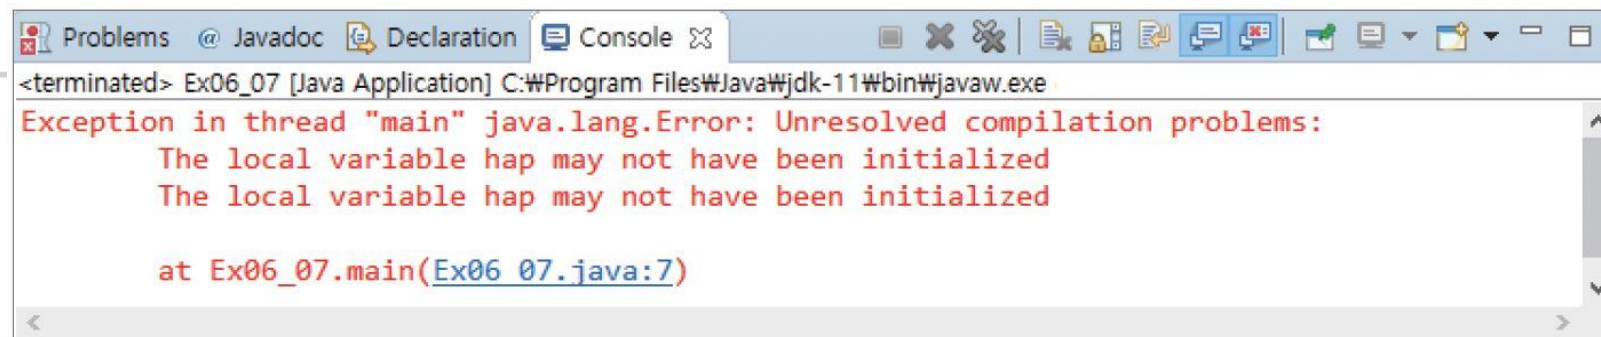 Problems @ Javadoc Declaration Console
<terminated> Ex06_07 [Java Application] C:₩Program Files₩Java₩jdk-11₩bin₩javaw.exe
Exception in thread "main" java.lang.Error: Unresolved compilation problems:
The local variable hap may not have been initialized
The local variable hap may not have been initialized
at Ex06_07.main(Ex06_07.java:7)